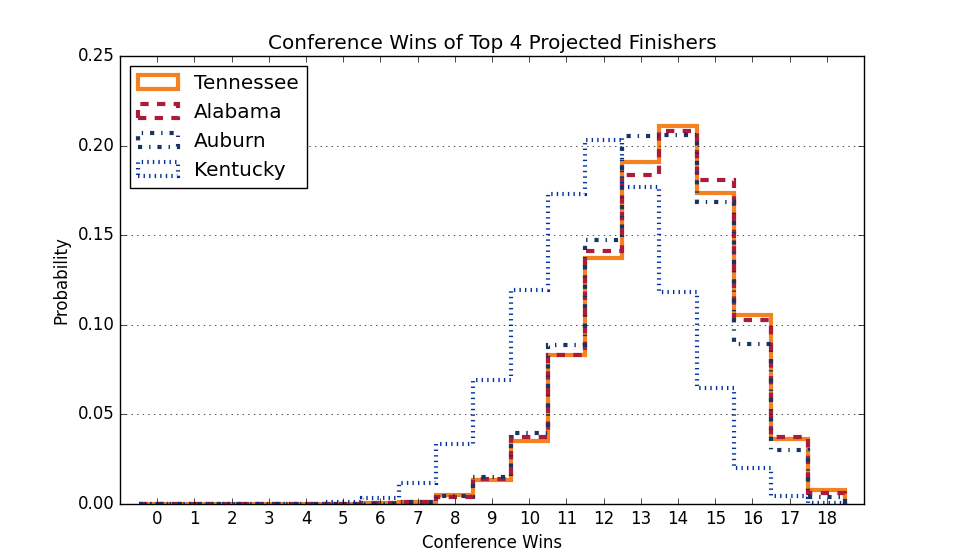 Conference Wins of Top 4 Projected Finishers
0.25
0.20
0.15
0.10
0.05
0.00
Probability
Tennessee
Alabama
Auburn
Kentucky
0 1 2 3 4 5 6 7 8 9 10 11 12 13 14 15 16 17 18
Conference Wins